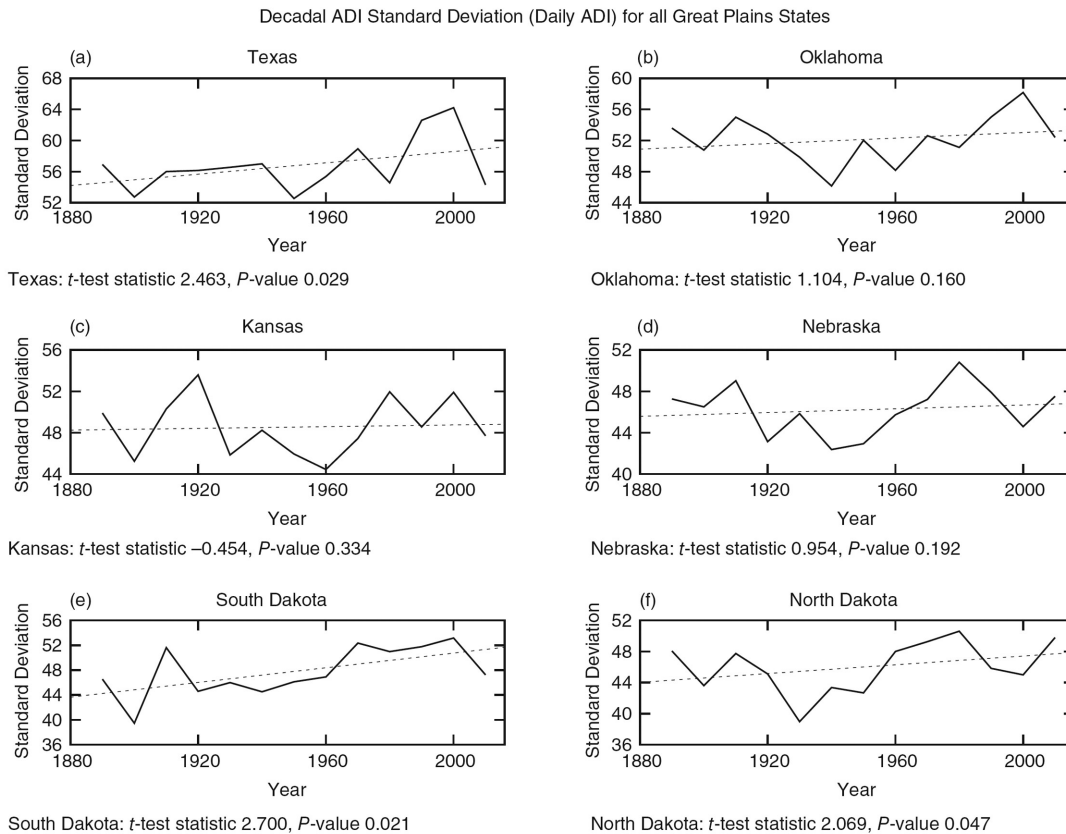 Decadal ADI Standard Deviation (Daily ADI) for all Great Plains States
(a) Texas
Standard Deviation
68
64
60
56
52
1880 1920 1960 2000
Year
Texas: t-test statistic 2.463, P-value 0.029
(b) Oklahoma
Standard Deviation
60
56
52
48
44
1880 1920 1960 2000
Year
Oklahoma: t-test statistic 1.104, P-value 0.160
(c) Kansas
Standard Deviation
56
52
48
44
1880 1920 1960 2000
Year
Kansas: t-test statistic –0.454, P-value 0.334
(d) Nebraska
Standard Deviation
52
48
44
40
1880 1920 1960 2000
Year
Nebraska: t-test statistic 0.954, P-value 0.192
(e) South Dakota
Standard Deviation
56
52
48
44
40
36
1880 1920 1960 2000
Year
South Dakota: t-test statistic 2.700, P-value 0.021
(f) North Dakota
Standard Deviation
52
48
44
40
36
1880 1920 1960 2000
Year
North Dakota: t-test statistic 2.069, P-value 0.047